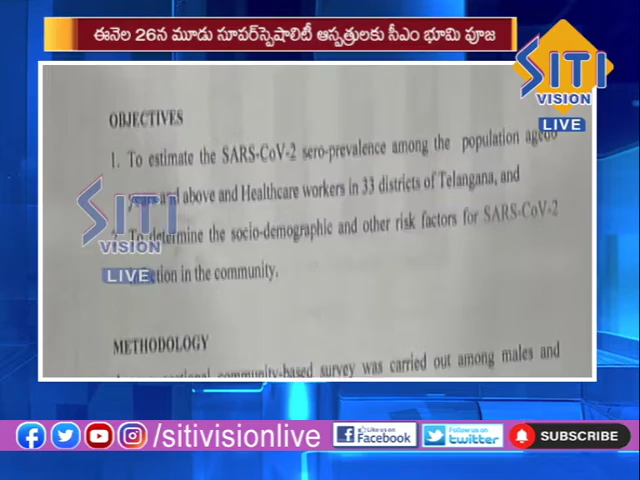 ఈనెల 26న మూడు సూపర్‌స్పెషాలిటీ ఆస్పత్రులకు సీఎం భూమి పూజ
SITI
VISION
LIVE
OBJECTIVES
1. To estimate the SARS-CoV-2 sero-prevalence among the population aged 6
years and above and Healthcare workers in 33 districts of Telangana, and
SITI
2. To determine the socio-demographic and other risk factors for SARS-CoV-2
VISION
LIVE
in the community.
METHODOLOGY
community-based survey was carried out among males and
/sitivisionlive
Like us on
Facebook
Follow us on
twitter
SUBSCRIBE